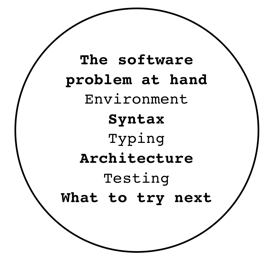 The software
problem at hand
Environment
Syntax
Typing
Architecture
Testing
What to try next